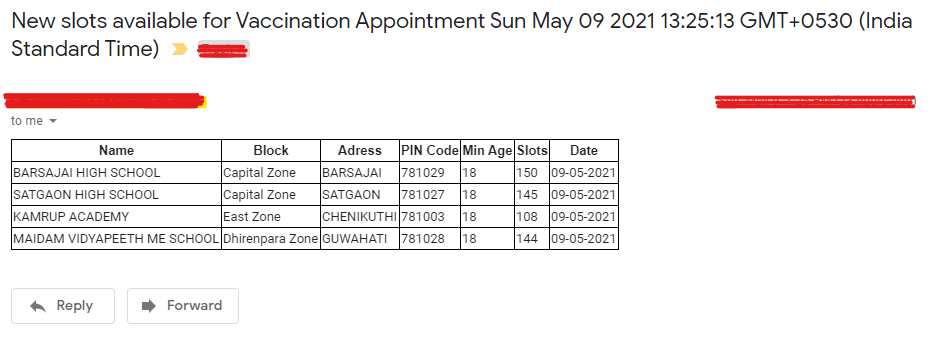 New slots available for Vaccination Appointment Sun May 09 2021 13:25:13 GMT+0530 (India
Standard Time)
to me
Name Block Adress PIN Code Min Age Slots Date
BARSAJAI HIGH SCHOOL Capital Zone BARSAJAI 781029 18 150 09-05-2021
SATGAON HIGH SCHOOL Capital Zone SATGAON 781027 18 145 09-05-2021
KAMRUP ACADEMY East Zone CHENIKUTHI 781003 18 108 09-05-2021
MAIDAM VIDYAPEETH ME SCHOOL Dhirenpara Zone GUWAHATI 781028 18 144 09-05-2021
Reply Forward